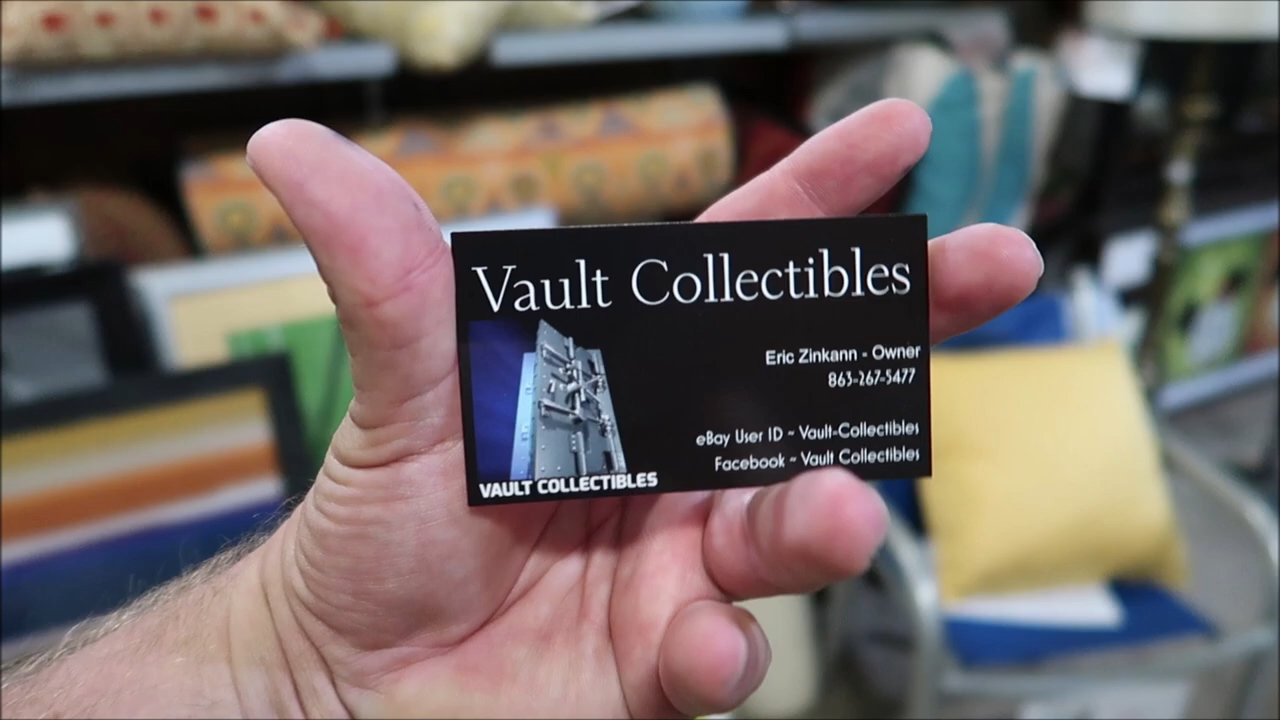 Vault Collectibles
Eric Zinkann - Owner
863-267-5477
eBay User ID ~ Vault-Collectibles
Facebook ~ Vault Collectibles
VAULT COLLECTIBLES